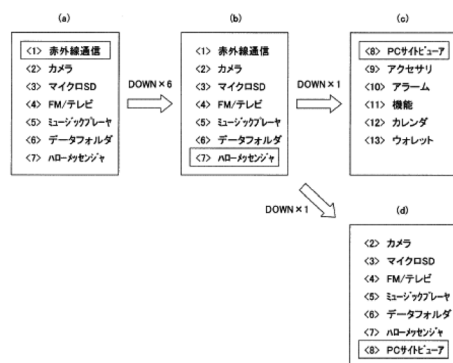 (a)
<1> 赤外線通信
<2> カメラ
<3> マイクロSD
<4> FM/テレビ
<5> ミュージックプレーヤ
<6> データフォルダ
<7> ハローメッセンジャ
DOWN×6
(b)
<1> 赤外線通信
<2> カメラ
<3> マイクロSD
<4> FM/テレビ
<5> ミュージックプレーヤ
<6> データフォルダ
<7> ハローメッセンジャ
DOWN×1
(c)
<8> PCサイトビューア
<9> アクセサリ
<10> アラーム
<11> 機能
<12> カレンダ
<13> ウォレット
DOWN×1
(d)
<2> カメラ
<3> マイクロSD
<4> FM/テレビ
<5> ミュージックプレーヤ
<6> データフォルダ
<7> ハローメッセンジャ
<8> PCサイトビューア